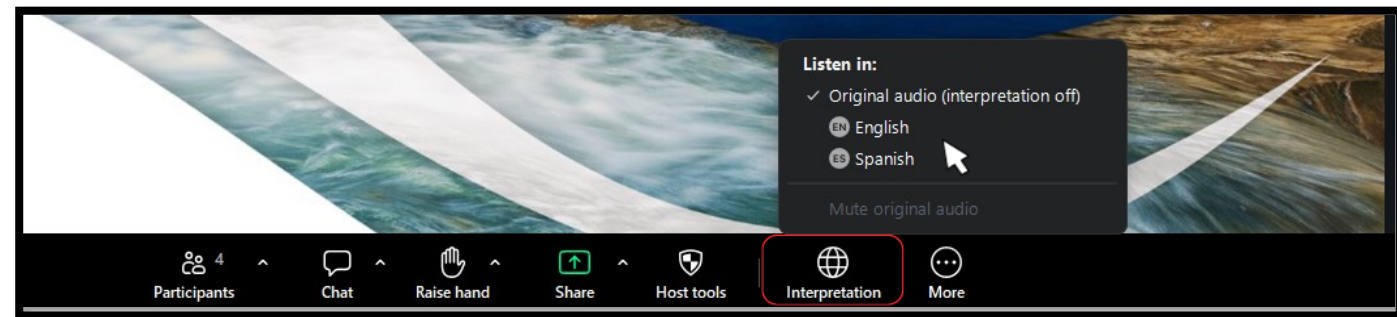 Listen in:
✓ Original audio (interpretation off)
EN English
ES Spanish
Mute original audio
4
Participants
Chat
Raise hand
Share
Host tools
Interpretation
More